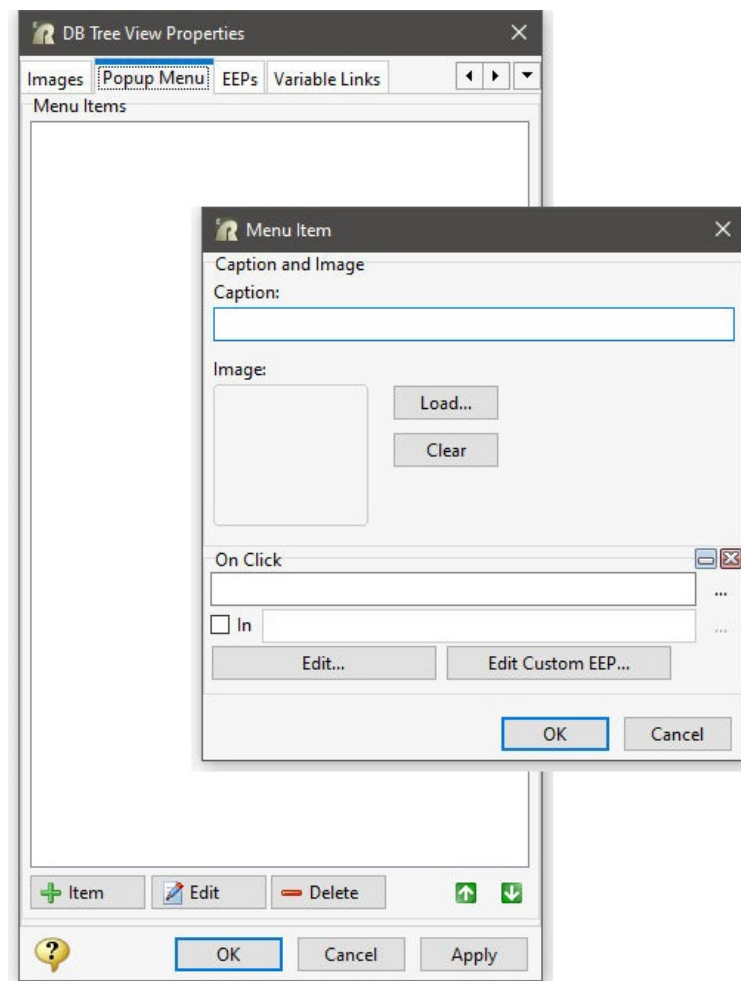 DB Tree View Properties
Images Popup Menu EEPs Variable Links
Menu Items
Menu Item
Caption and Image
Caption:
Image:
Load...
Clear
On Click
...
In ...
Edit... Edit Custom EEP...
OK Cancel
Item Edit Delete
? OK Cancel Apply